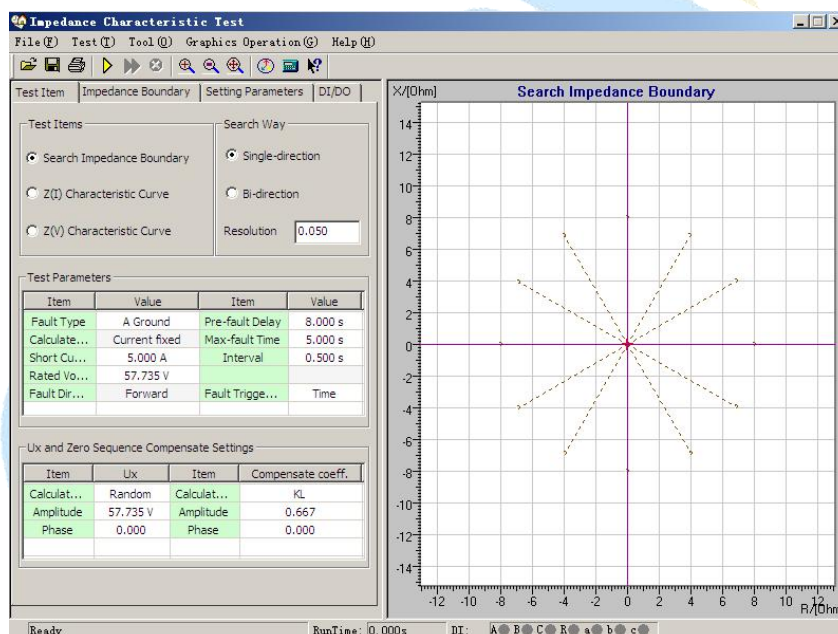 Impedance Characteristic Test
File(F) Test(T) Tool(O) Graphics Operation(G) Help(H)
Test Item Impedance Boundary Setting Parameters DI/DO
Test Items
Search Impedance Boundary
Z(I) Characteristic Curve
Z(V) Characteristic Curve
Search Way
Single-direction
Bi-direction
Resolution 0.050
Test Parameters
Item Value Item Value
Fault Type A Ground Pre-fault Delay 8.000 s
Calculate... Current fixed Max-fault Time 5.000 s
Short Cu... 5.000 A Interval 0.500 s
Rated Vo... 57.735 V
Fault Dir... Forward Fault Trigge... Time
Ux and Zero Sequence Compensate Settings
Item Ux Item Compensate coeff.
Calculat... Random Calculat... KL
Amplitude 57.735 V Amplitude 0.667
Phase 0.000 Phase 0.000
X/[Ohm] Search Impedance Boundary
14
12
10
8
6
4
2
0
-2
-4
-6
-8
-10
-12
-14
-12 -10 -8 -6 -4 -2 0 2 4 6 8 10 12
R/[Ohm
Ready RunTime: 0.000s DI: A B C R a b c